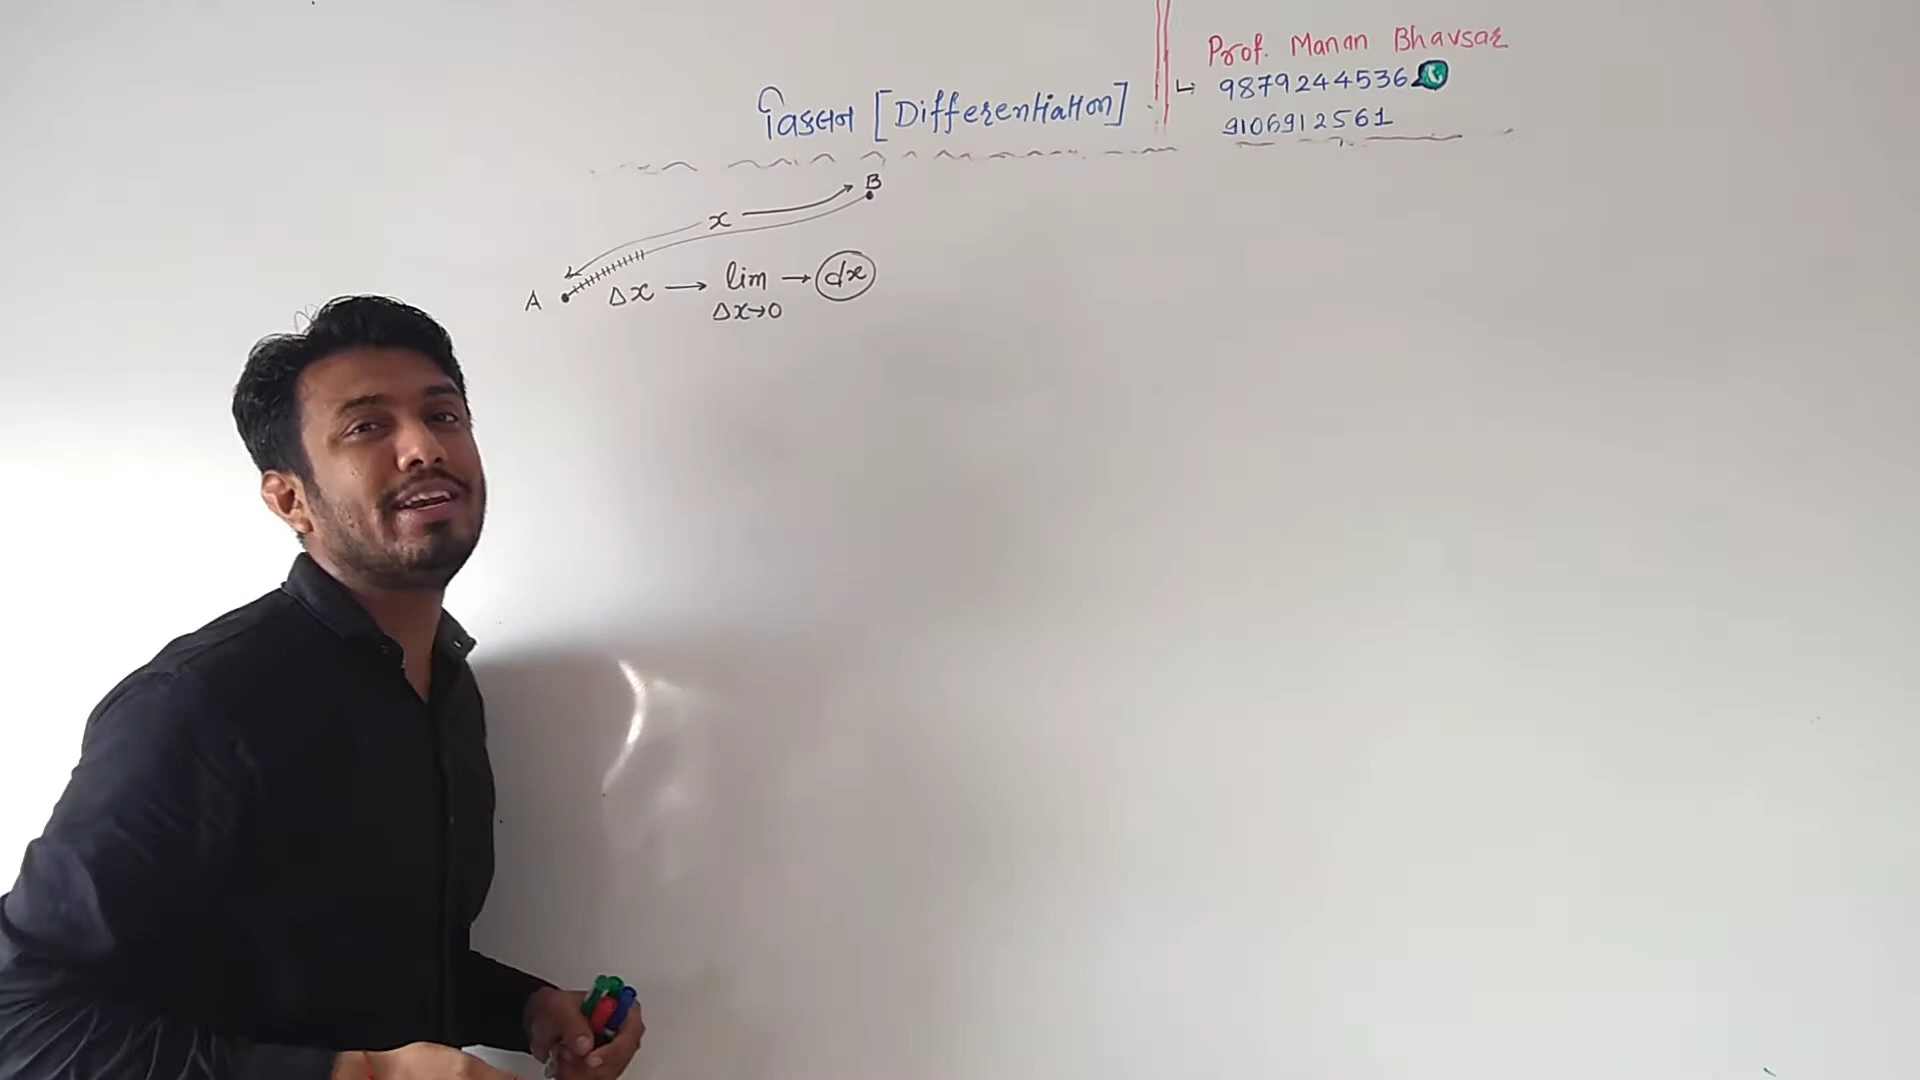 વિકલન [Differentiation]
Prof. Manan Bhavsar
↳ 9879244536
9106912561
B
x
A Δx → lim → dx
Δx→0